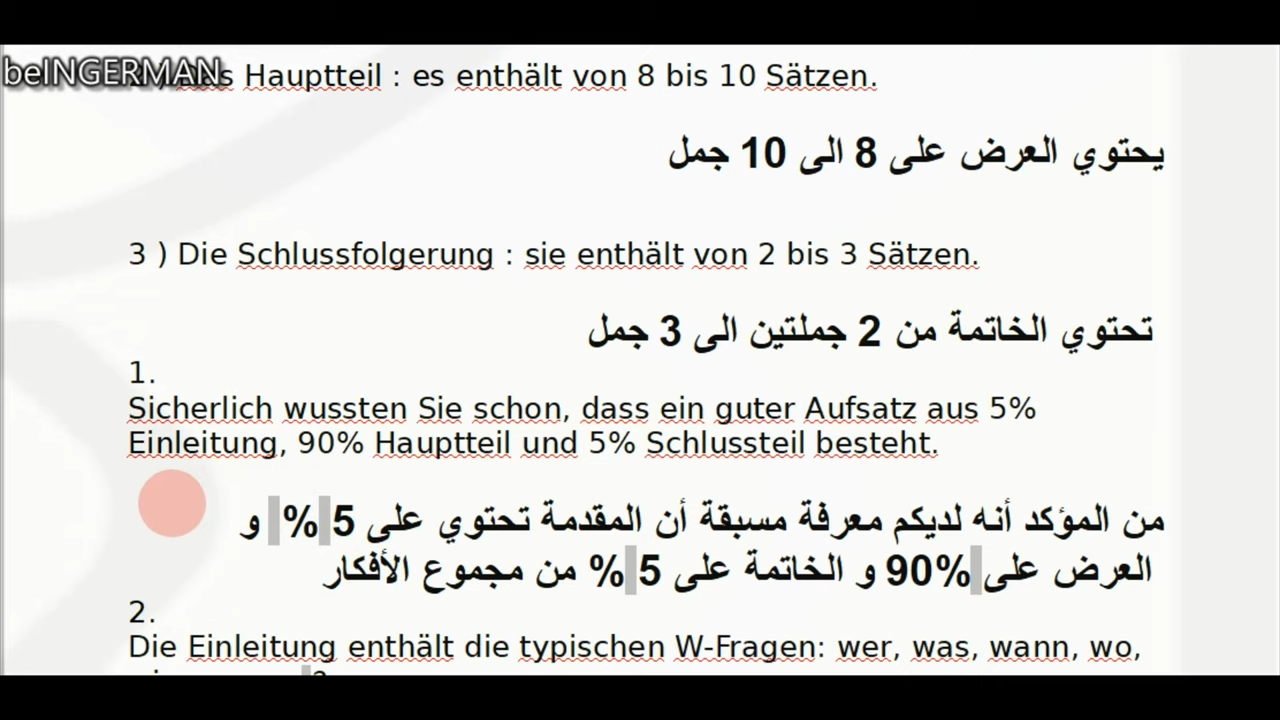 beINGERMAN
Hauptteil : es enthält von 8 bis 10 Sätzen.
يحتوي العرض على 8 الى 10 جمل
3 ) Die Schlussfolgerung : sie enthält von 2 bis 3 Sätzen.
تحتوي الخاتمة من 2 جملتين الى 3 جمل
1.
Sicherlich wussten Sie schon, dass ein guter Aufsatz aus 5%
Einleitung, 90% Hauptteil und 5% Schlussteil besteht.
من المؤكد أنه لديكم معرفة مسبقة أن المقدمة تحتوي على 5 % و
العرض على 90% و الخاتمة على 5 % من مجموع الأفكار
2.
Die Einleitung enthält die typischen W-Fragen: wer, was, wann, wo,